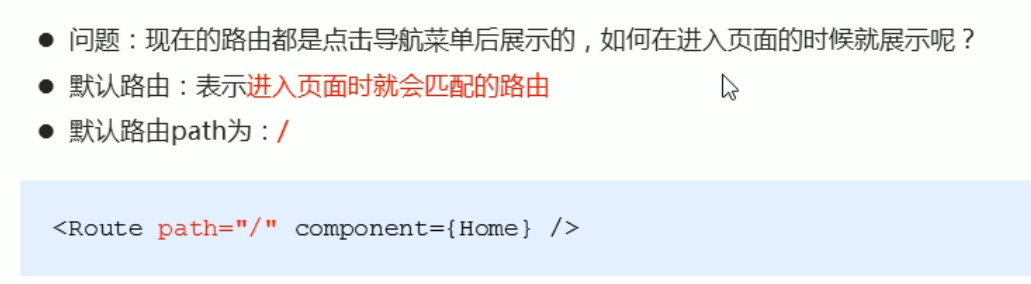 ● 问题：现在的路由都是点击导航菜单后展示的，如何在进入页面的时候就展示呢？
● 默认路由：表示进入页面时就会匹配的路由
● 默认路由path为：/
<Route path="/" component={Home} />